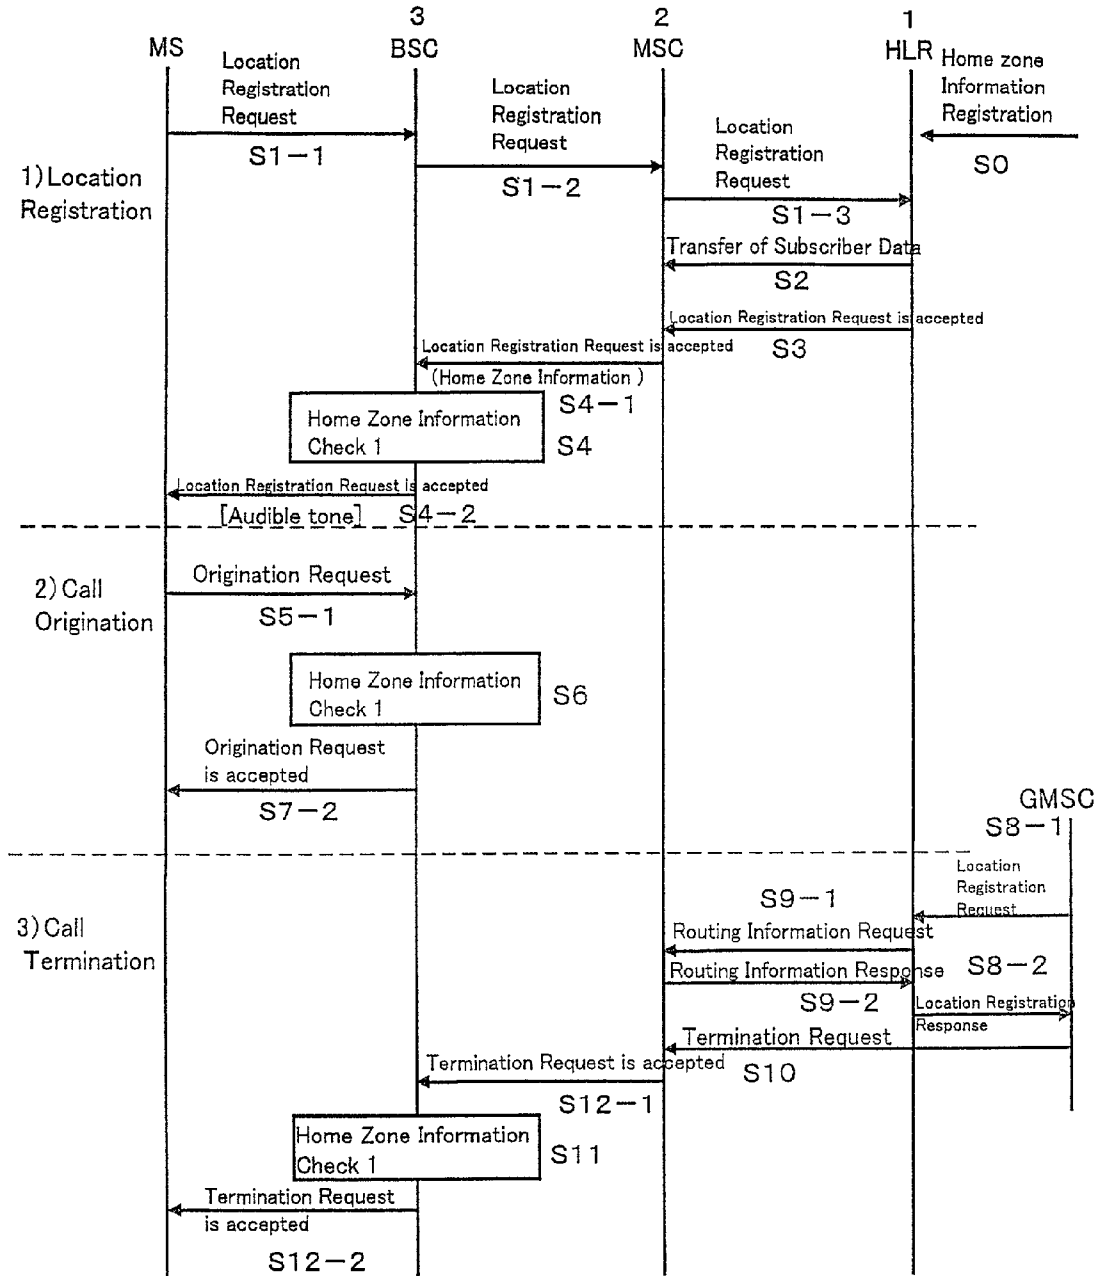 3
2
1
MS
BSC
MSC
HLR
Location
Registration
Request
S1-1
Location
Registration
Request
S1-2
Location
Registration
Request
S1-3
Home zone
Information
Registration
S0
1)Location
Registration
Transfer of Subscriber Data
S2
Location Registration Request is accepted
S3
Location Registration Request is accepted
(Home Zone Information )
S4-1
Home Zone Information
Check 1
S4
Location Registration Request is accepted
[Audible tone]
S4-2
2)Call
Origination
Origination Request
S5-1
Home Zone Information
Check 1
S6
Origination Request
is accepted
S7-2
GMSC
S8-1
3)Call
Termination
Location
Registration
Request
S9-1
Routing Information Request
Routing Information Response
S8-2
S9-2
Location Registration
Response
Termination Request
S10
Termination Request is accepted
S12-1
Home Zone Information
Check 1
S11
Termination Request
is accepted
S12-2